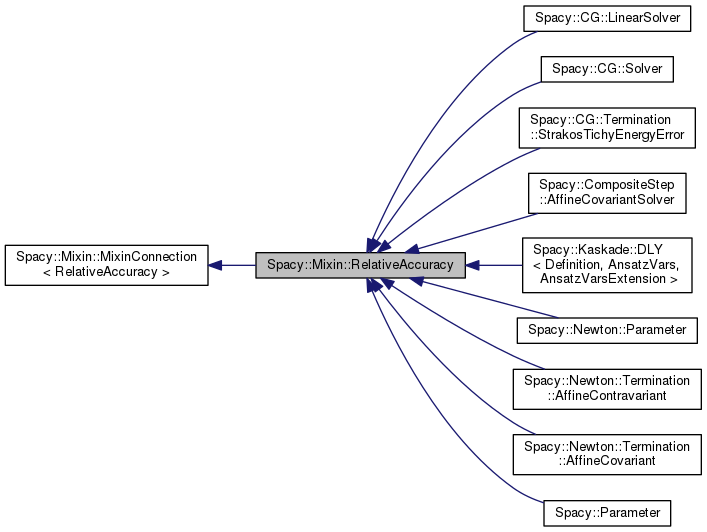 Spacy::Mixin::MixinConnection
< RelativeAccuracy >
Spacy::Mixin::RelativeAccuracy
Spacy::CG::LinearSolver
Spacy::CG::Solver
Spacy::CG::Termination
::StrakosTichyEnergyError
Spacy::CompositeStep
::AffineCovariantSolver
Spacy::Kaskade::DLY
< Definition, AnsatzVars,
AnsatzVarsExtension >
Spacy::Newton::Parameter
Spacy::Newton::Termination
::AffineContravariant
Spacy::Newton::Termination
::AffineCovariant
Spacy::Parameter